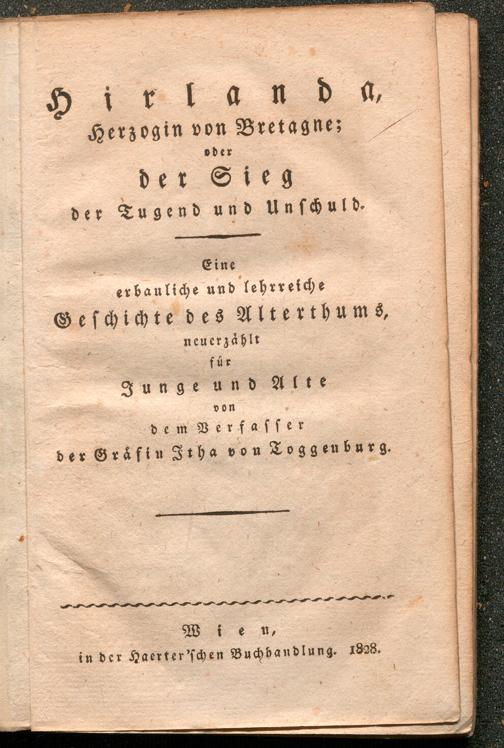 Hirlanda,
Herzogin von Bretagne;
oder
der Sieg
der Tugend und Unschuld.
Eine
erbauliche und lehrreiche
Geschichte des Alterthums,
neuerzählt
für
Junge und Alte
von
dem Verfasser
der Gräfin Itha von Toggenburg.
Wien,
in der Haerter'schen Buchhandlung. 1828.